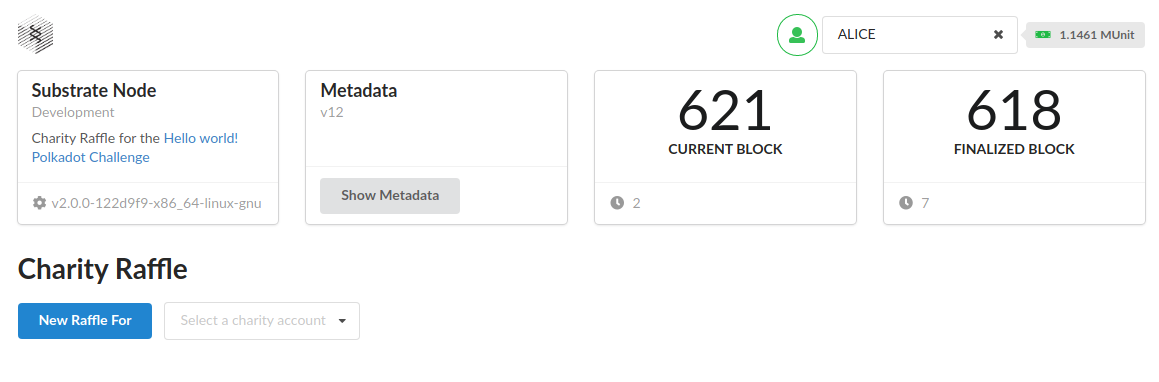 ALICE
1.1461 MUnit
Substrate Node
Development
Charity Raffle for the Hello world!
Polkadot Challenge
v2.0.0-122d9f9-x86_64-linux-gnu
Metadata
v12
Show Metadata
621
CURRENT BLOCK
2
618
FINALIZED BLOCK
7
Charity Raffle
New Raffle For
Select a charity account